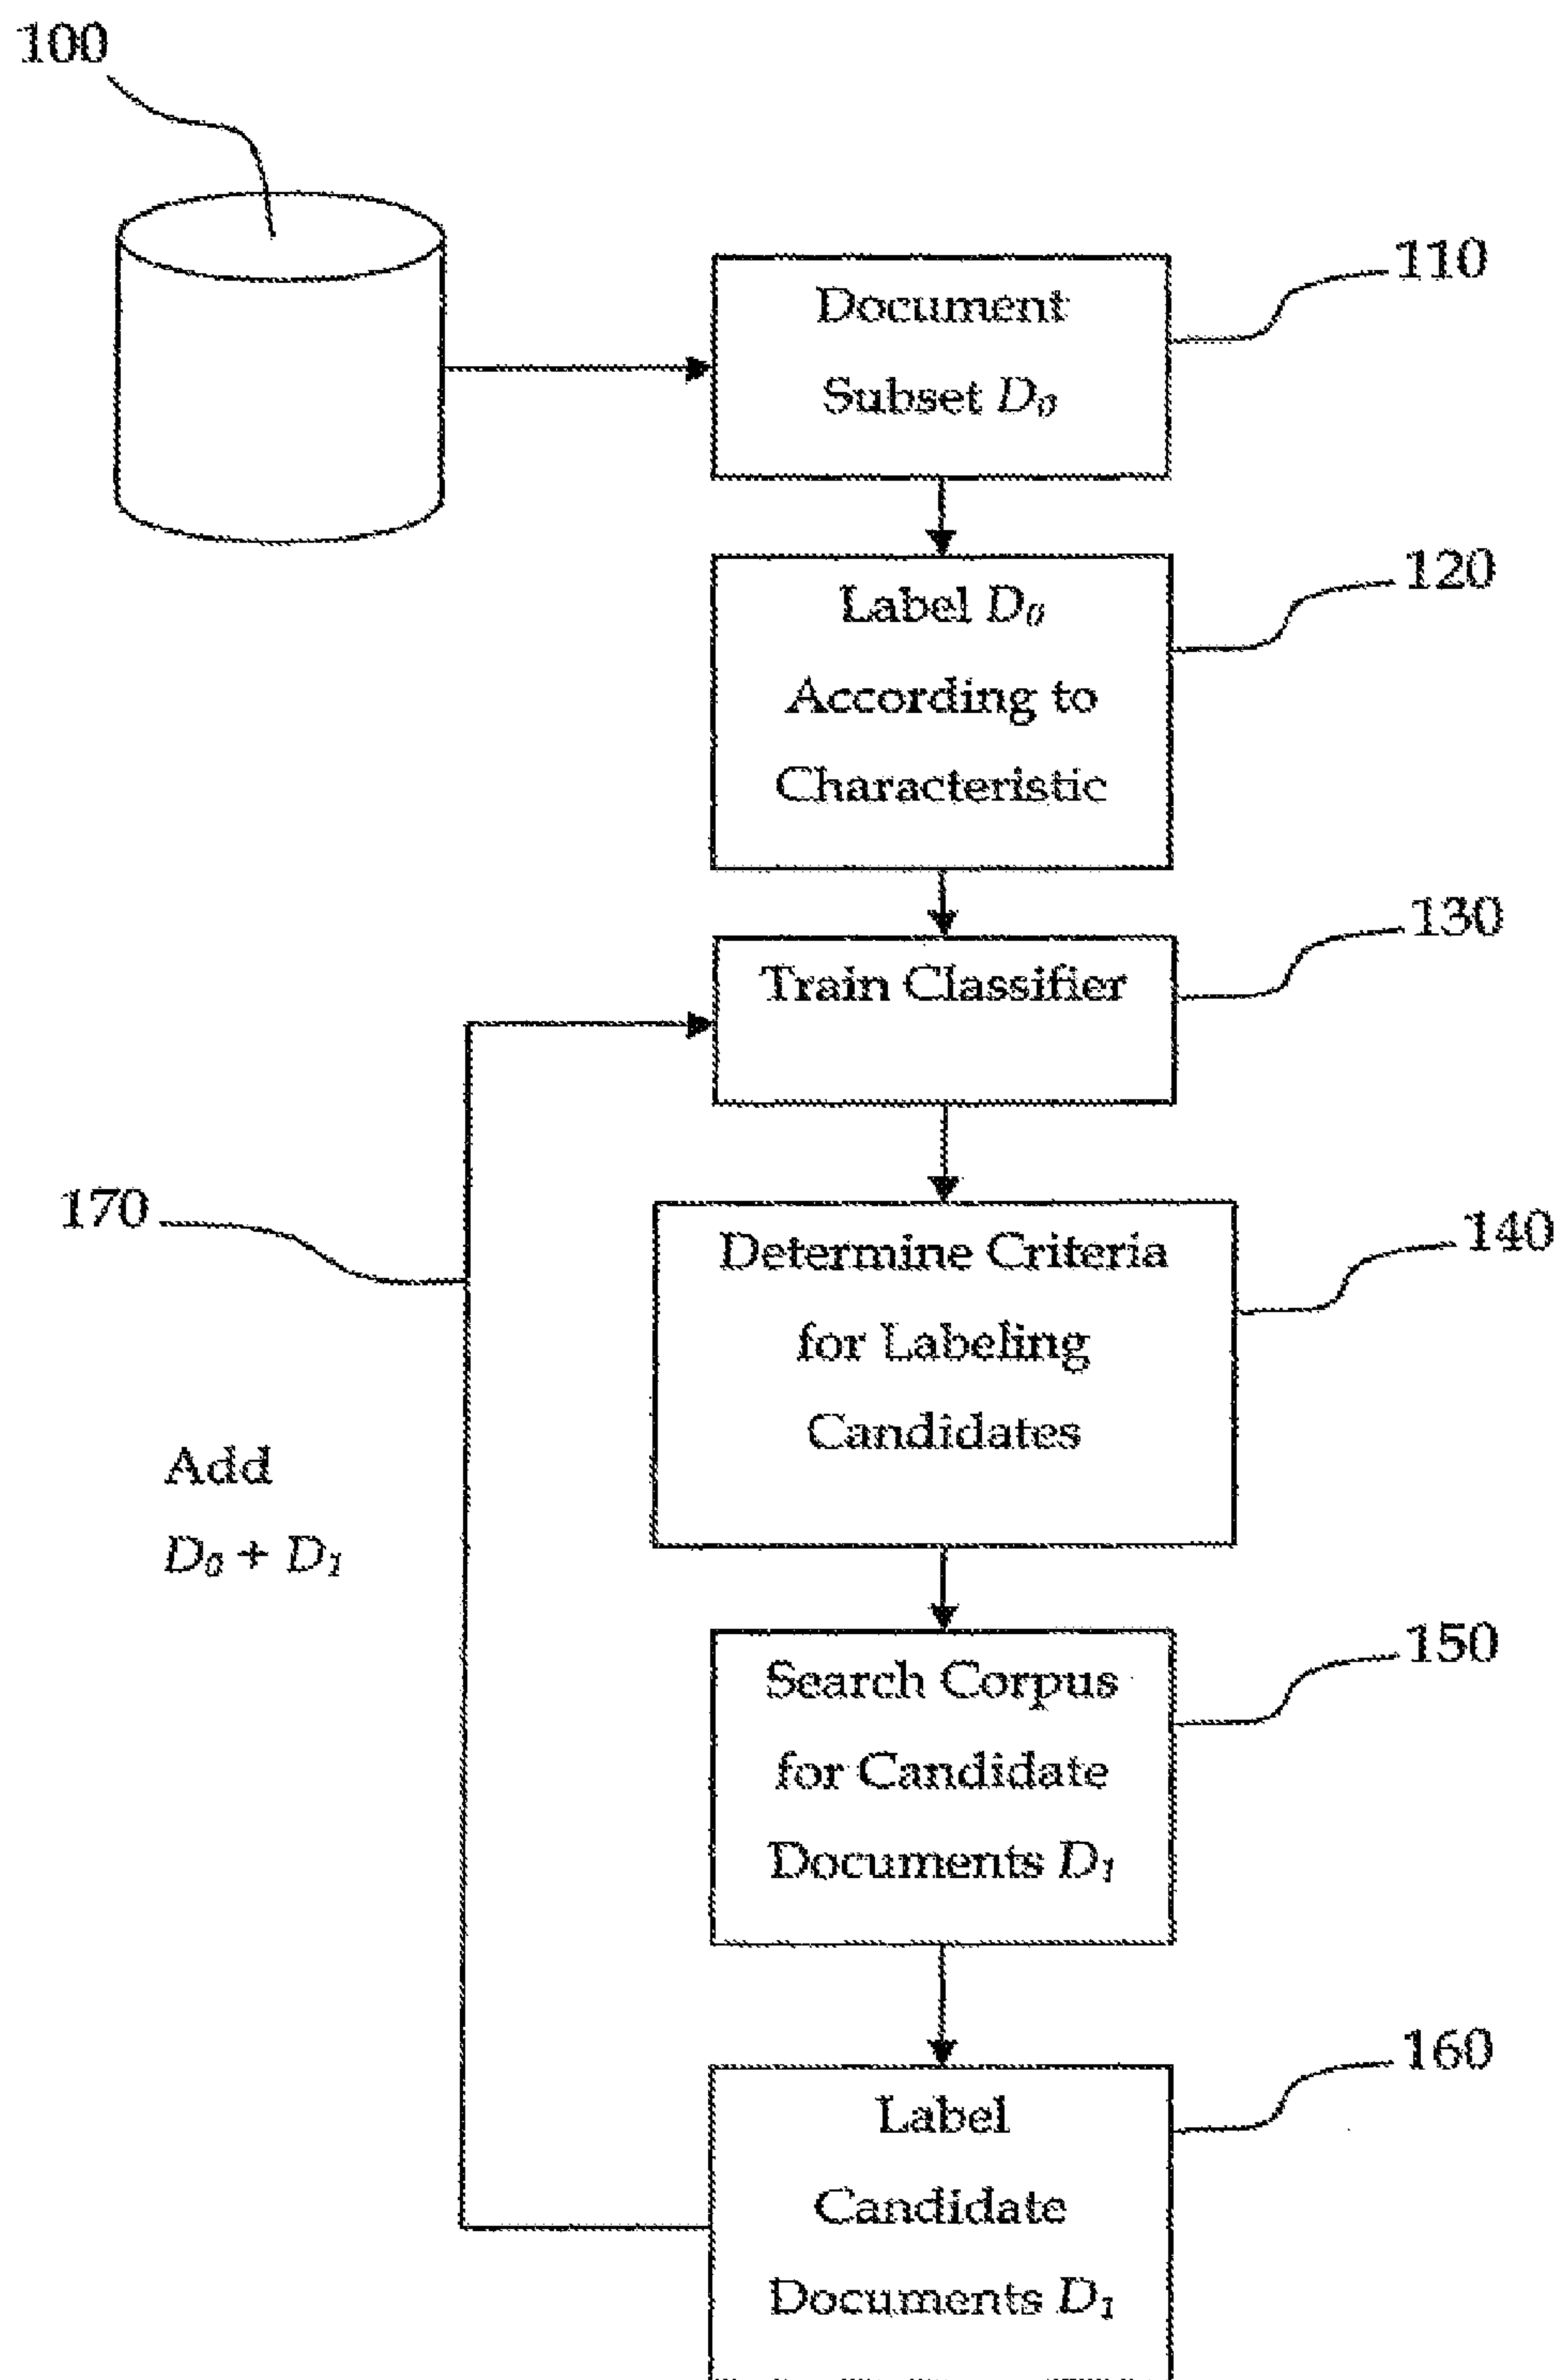 100
110
Document
Subset D₀
120
Label D₀
According to
Characteristic
130
Train Classifier
170
140
Determine Criteria
for Labeling
Candidates
Add
D₀ + D₁
150
Search Corpus
for Candidate
Documents D₁
160
Label
Candidate
Documents D₁